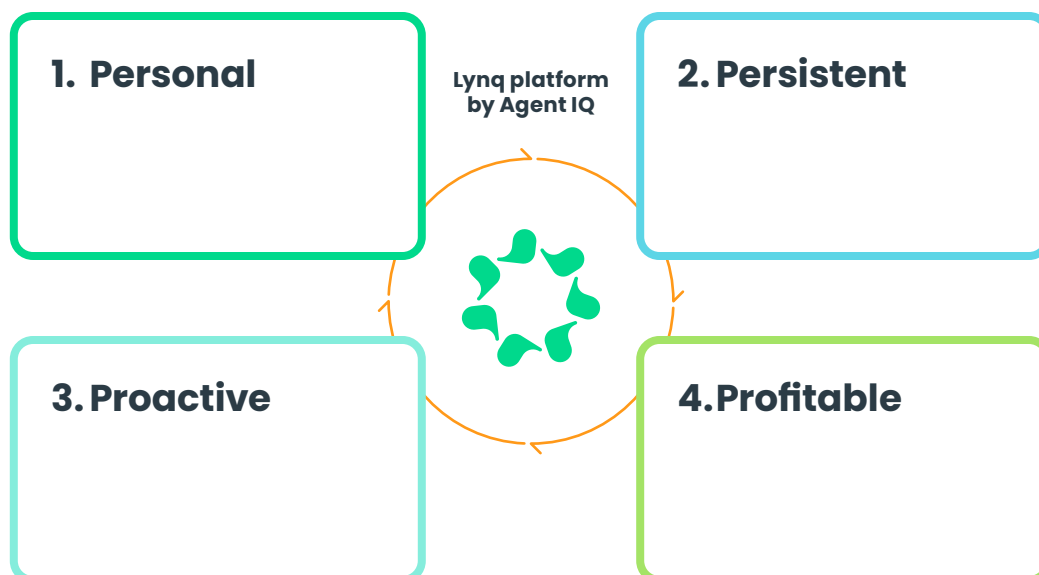 1. Personal
Lynq platform
by Agent IQ
2. Persistent
3. Proactive
4. Profitable